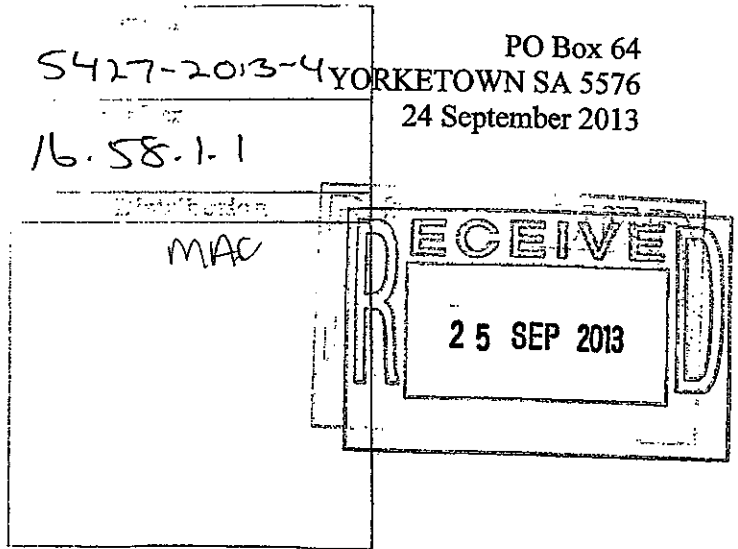 PO Box 64
5427-2013-4 YORKETOWN SA 5576
24 September 2013
16.58.1.1
Distribution
MAC
RECEIVED
25 SEP 2013